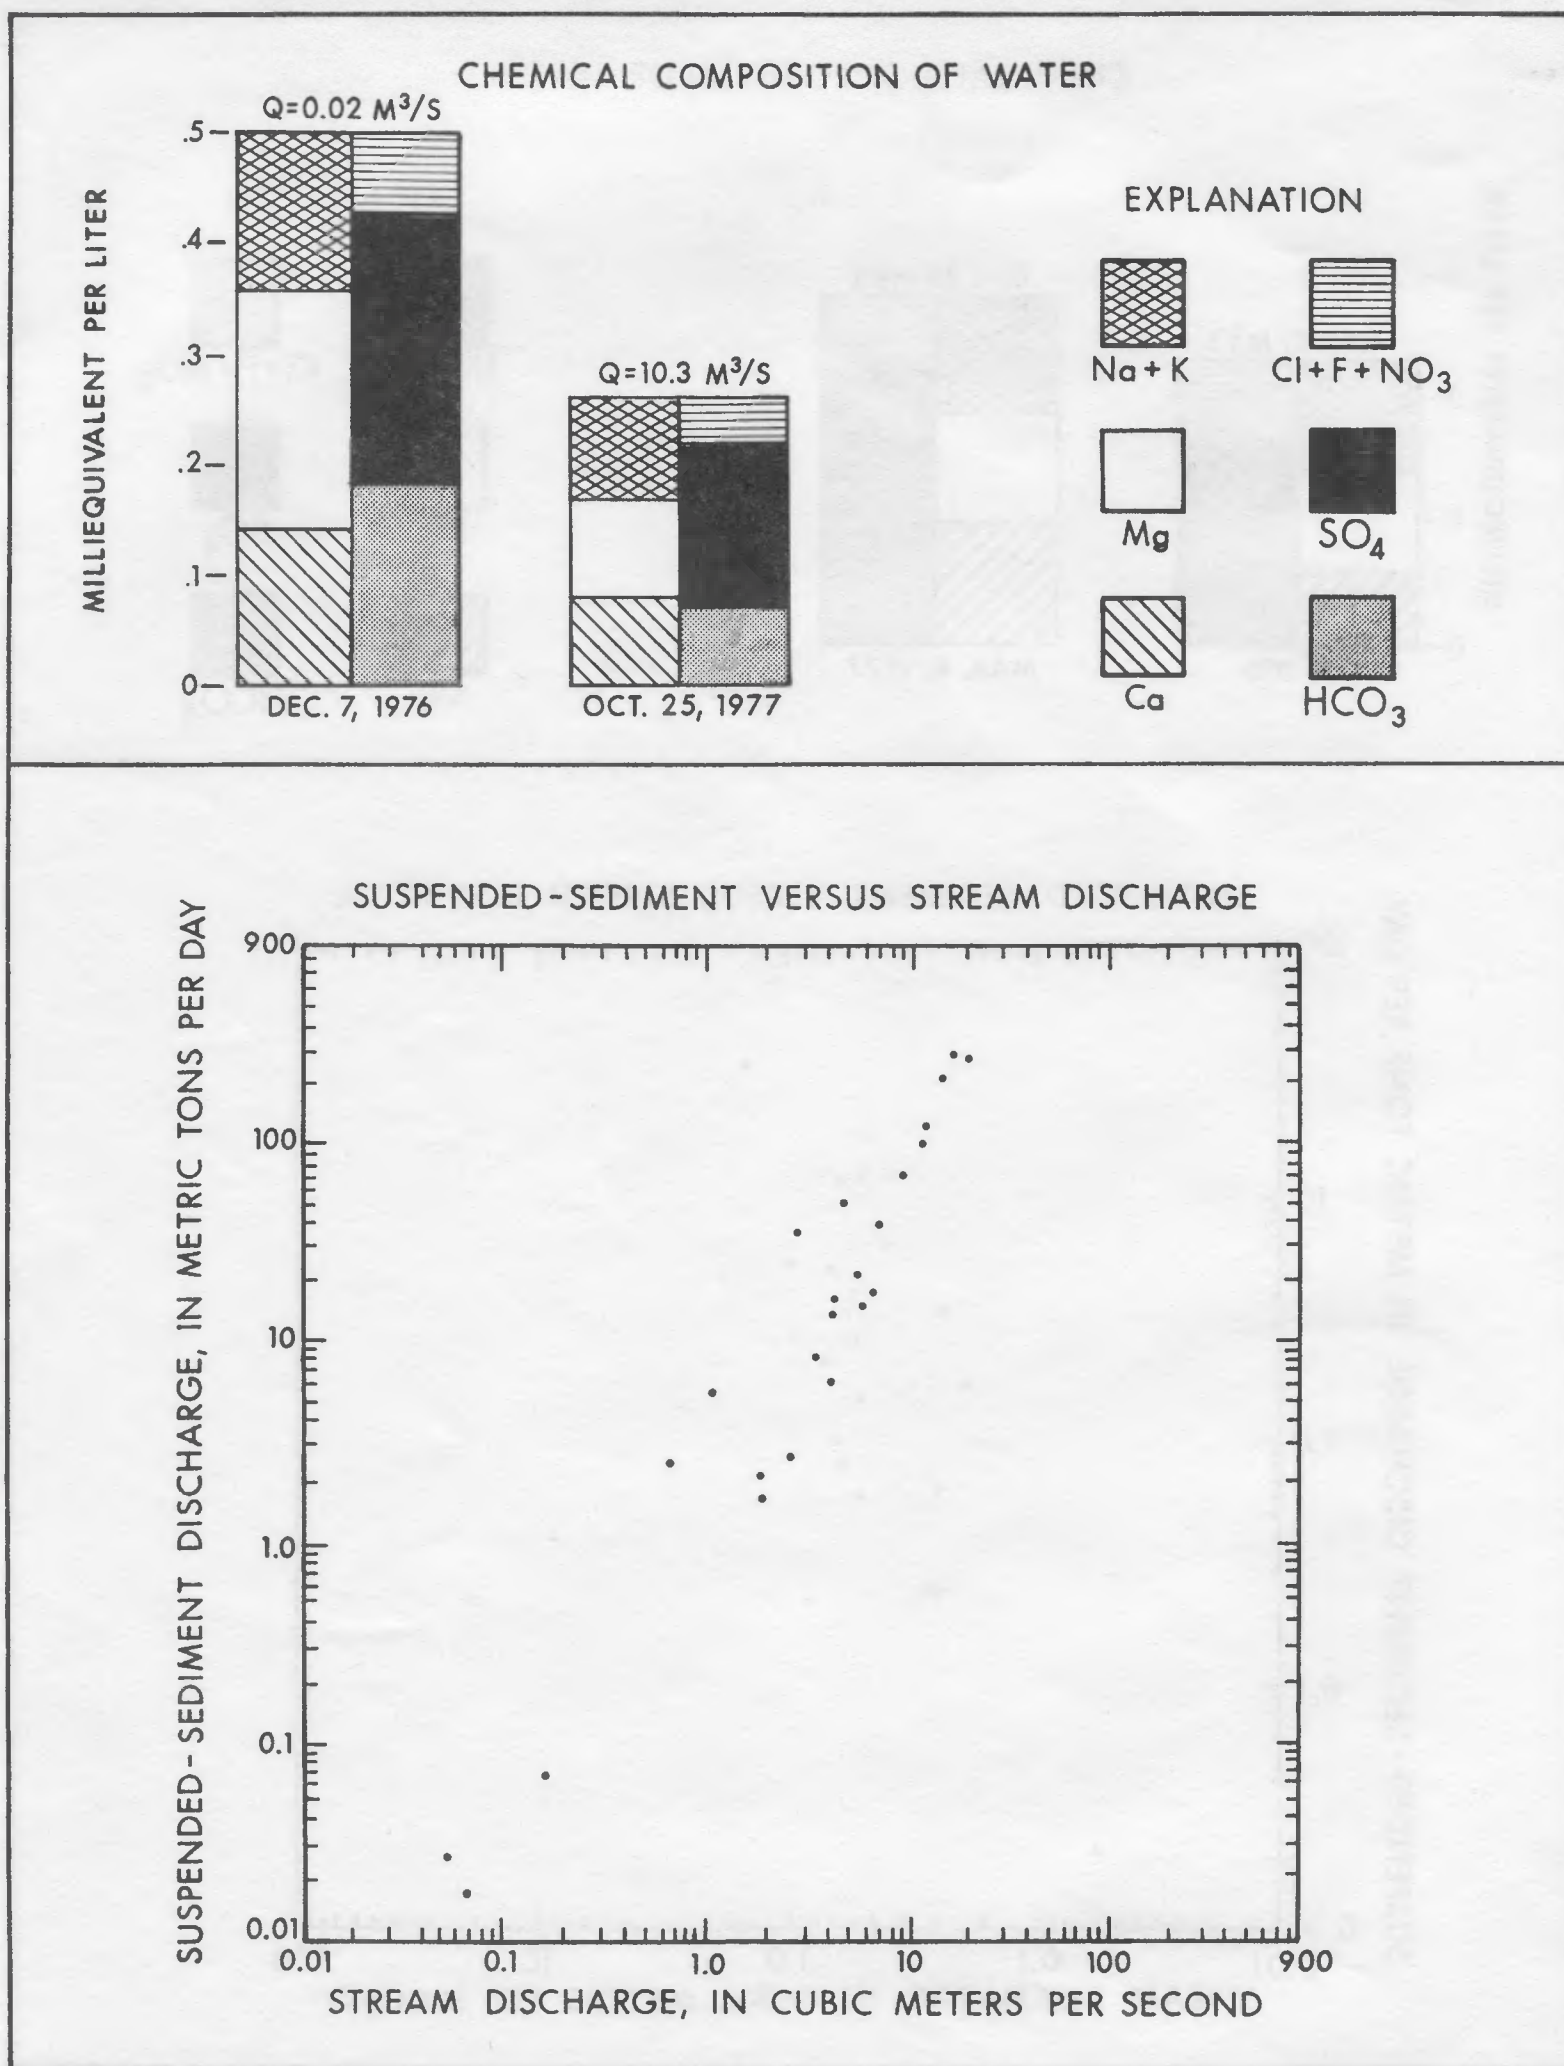 CHEMICAL COMPOSITION OF WATER
Q=0.02 M³/S
.5
.4
.3
.2
.1
0
MILLIEQUIVALENT PER LITER
DEC. 7, 1976
Q=10.3 M³/S
OCT. 25, 1977
EXPLANATION
Na+K
Cl+F+NO₃
Mg
SO₄
Ca
HCO₃
SUSPENDED-SEDIMENT VERSUS STREAM DISCHARGE
SUSPENDED-SEDIMENT DISCHARGE, IN METRIC TONS PER DAY
900
100
10
1.0
0.1
0.01
0.01 0.1 1.0 10 100 900
STREAM DISCHARGE, IN CUBIC METERS PER SECOND